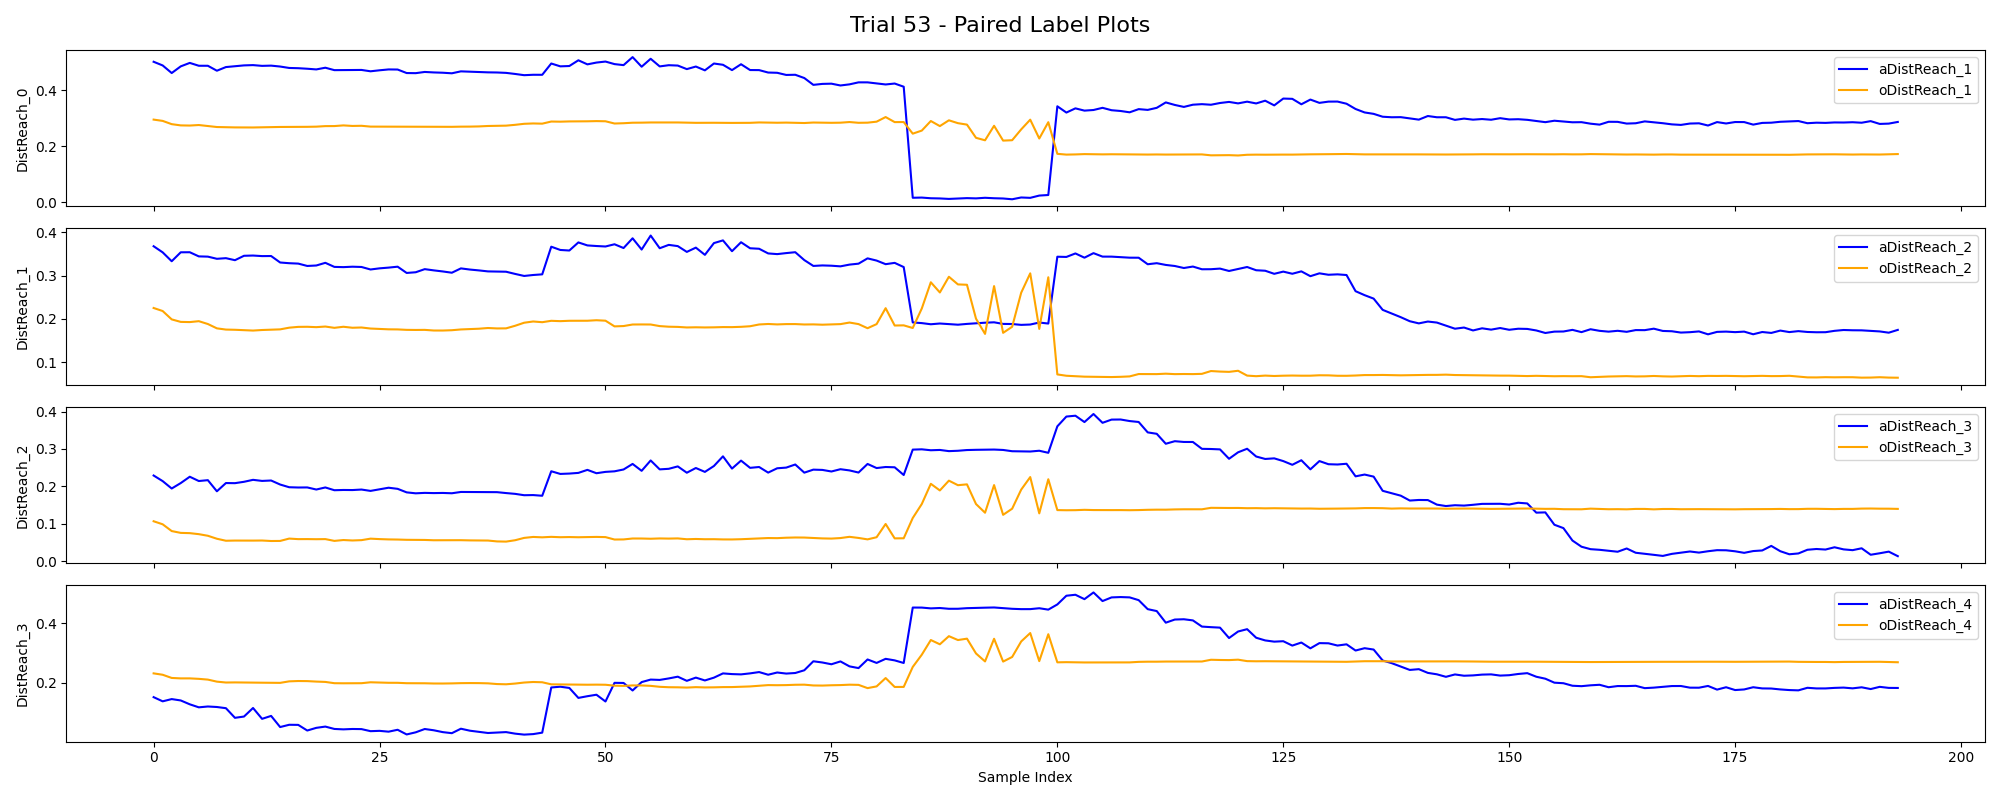 Trial 53 - Paired Label Plots
DistReach_0
0.4
0.2
0.0
aDistReach_1
oDistReach_1
DistReach_1
0.4
0.3
0.2
0.1
aDistReach_2
oDistReach_2
DistReach_2
0.4
0.3
0.2
0.1
0.0
aDistReach_3
oDistReach_3
DistReach_3
0.4
0.2
aDistReach_4
oDistReach_4
0 25 50 75 100 125 150 175 200
Sample Index